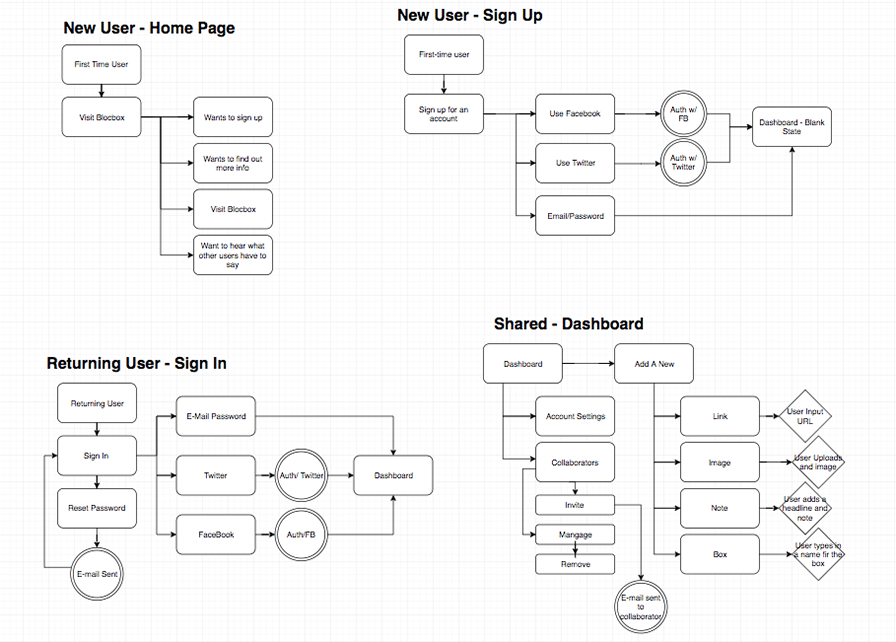 New User - Home Page
First Time User
Visit Blocbox
Wants to sign up
Wants to find out
more info
Visit Blocbox
Want to hear what
other users have to
say
New User - Sign Up
First-time user
Sign up for an
account
Use Facebook
Auth w/
FB
Dashboard - Blank
State
Use Twitter
Auth w/
Twitter
Email/Password
Returning User - Sign In
Returning User
Sign In
Reset Password
E-mail Sent
E-Mail Password
Twitter
Auth/ Twitter
Dashboard
FaceBook
Auth/FB
Shared - Dashboard
Dashboard
Add A New
Account Settings
Collaborators
Invite
Mangage
Remove
E-mail sent
to
collaborator
Link
User Input
URL
Image
User Uploads
and image
Note
User adds a
headline and
note
Box
User types in
a name fir the
box